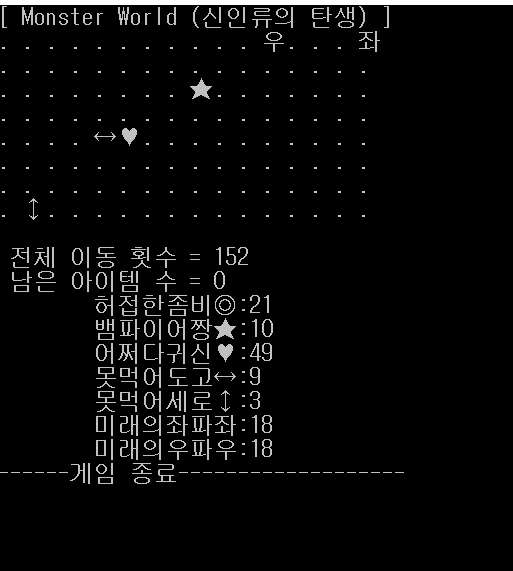 [ Monster World (신인류의 탄생) ]
. . . . . . . . . . . 우. . . 좌
. . . . . . . . . . . . . . . .
. . . . . . . . ★. . . . . . .
. . . . . . . . . . . . . . . .
. . . . ↔♥. . . . . . . . . .
. . . . . . . . . . . . . . . .
. . . . . . . . . . . . . . . .
. ↕. . . . . . . . . . . . . .
전체 이동 횟수 = 152
남은 아이템 수 = 0
허접한좀비◎:21
뱀파이어짱★:10
어쩌다귀신♥:49
못먹어도고↔:9
못먹어세로↕:3
미래의좌파좌:18
미래의우파우:18
------게임 종료-------------------